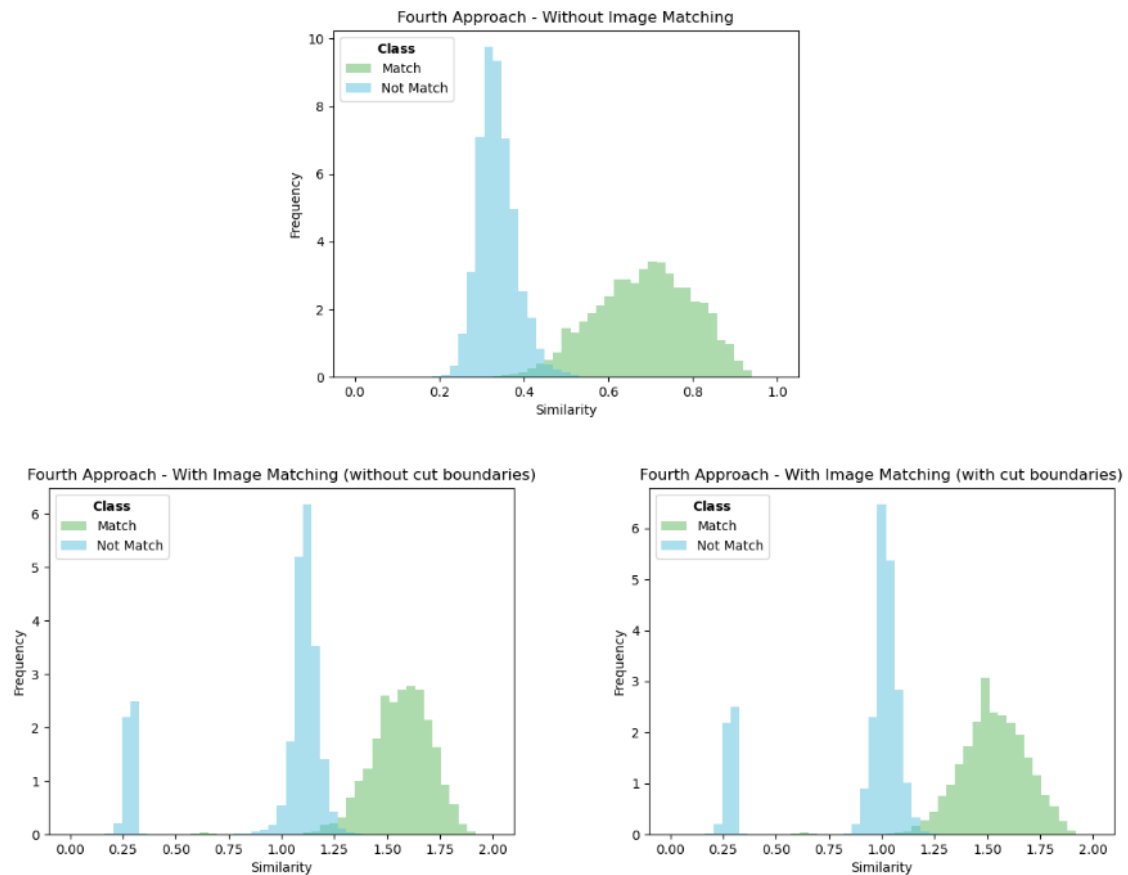 Fourth Approach - Without Image Matching
Class
Match
Not Match
10
8
6
4
2
0
Frequency
0.0 0.2 0.4 0.6 0.8 1.0
Similarity
Fourth Approach - With Image Matching (without cut boundaries)
Class
Match
Not Match
6
5
4
3
2
1
0
Frequency
0.00 0.25 0.50 0.75 1.00 1.25 1.50 1.75 2.00
Similarity
Fourth Approach - With Image Matching (with cut boundaries)
Class
Match
Not Match
6
5
4
3
2
1
0
Frequency
0.00 0.25 0.50 0.75 1.00 1.25 1.50 1.75 2.00
Similarity